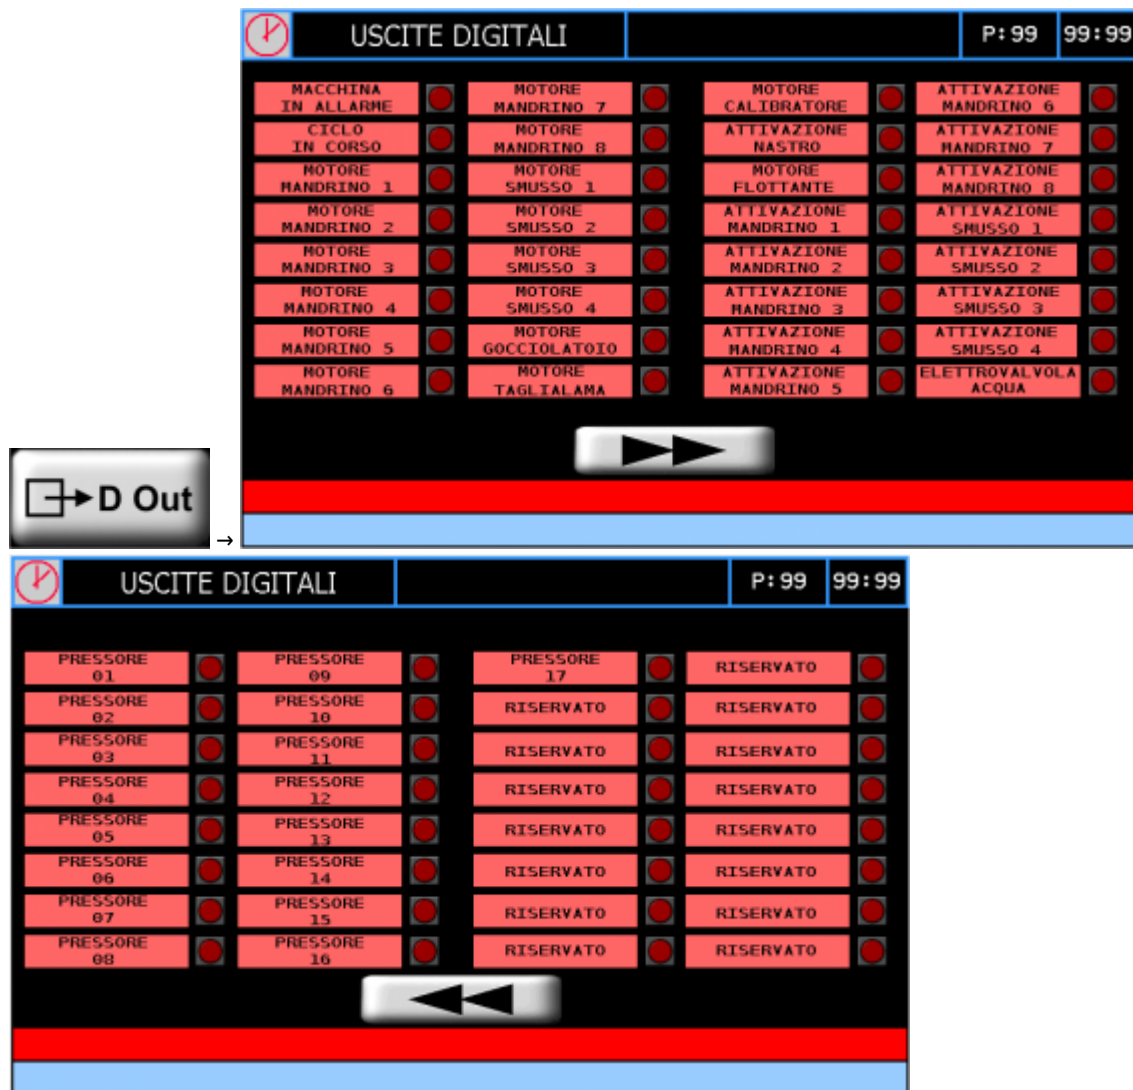 USCITE DIGITALI P:99 99:99
MACCHINA
IN ALLARME
MOTORE
MANDRINO 7
MOTORE
CALIBRATORE
ATTIVAZIONE
MANDRINO 6
CICLO
IN CORSO
MOTORE
MANDRINO 8
ATTIVAZIONE
NASTRO
ATTIVAZIONE
MANDRINO 7
MOTORE
MANDRINO 1
MOTORE
SMUSSO 1
MOTORE
FLOTTANTE
ATTIVAZIONE
MANDRINO 8
MOTORE
MANDRINO 2
MOTORE
SMUSSO 2
ATTIVAZIONE
MANDRINO 1
ATTIVAZIONE
SMUSSO 1
MOTORE
MANDRINO 3
MOTORE
SMUSSO 3
ATTIVAZIONE
MANDRINO 2
ATTIVAZIONE
SMUSSO 2
MOTORE
MANDRINO 4
MOTORE
SMUSSO 4
ATTIVAZIONE
MANDRINO 3
ATTIVAZIONE
SMUSSO 3
MOTORE
MANDRINO 5
MOTORE
GOCCIOLATOIO
ATTIVAZIONE
MANDRINO 4
ATTIVAZIONE
SMUSSO 4
MOTORE
MANDRINO 6
MOTORE
TAGLIALAMA
ATTIVAZIONE
MANDRINO 5
ELETTROVALVOLA
ACQUA
D Out
→
USCITE DIGITALI P:99 99:99
PRESSORE
01
PRESSORE
09
PRESSORE
17
RISERVATO
PRESSORE
02
PRESSORE
10
RISERVATO
RISERVATO
PRESSORE
03
PRESSORE
11
RISERVATO
RISERVATO
PRESSORE
04
PRESSORE
12
RISERVATO
RISERVATO
PRESSORE
05
PRESSORE
13
RISERVATO
RISERVATO
PRESSORE
06
PRESSORE
14
RISERVATO
RISERVATO
PRESSORE
07
PRESSORE
15
RISERVATO
RISERVATO
PRESSORE
08
PRESSORE
16
RISERVATO
RISERVATO